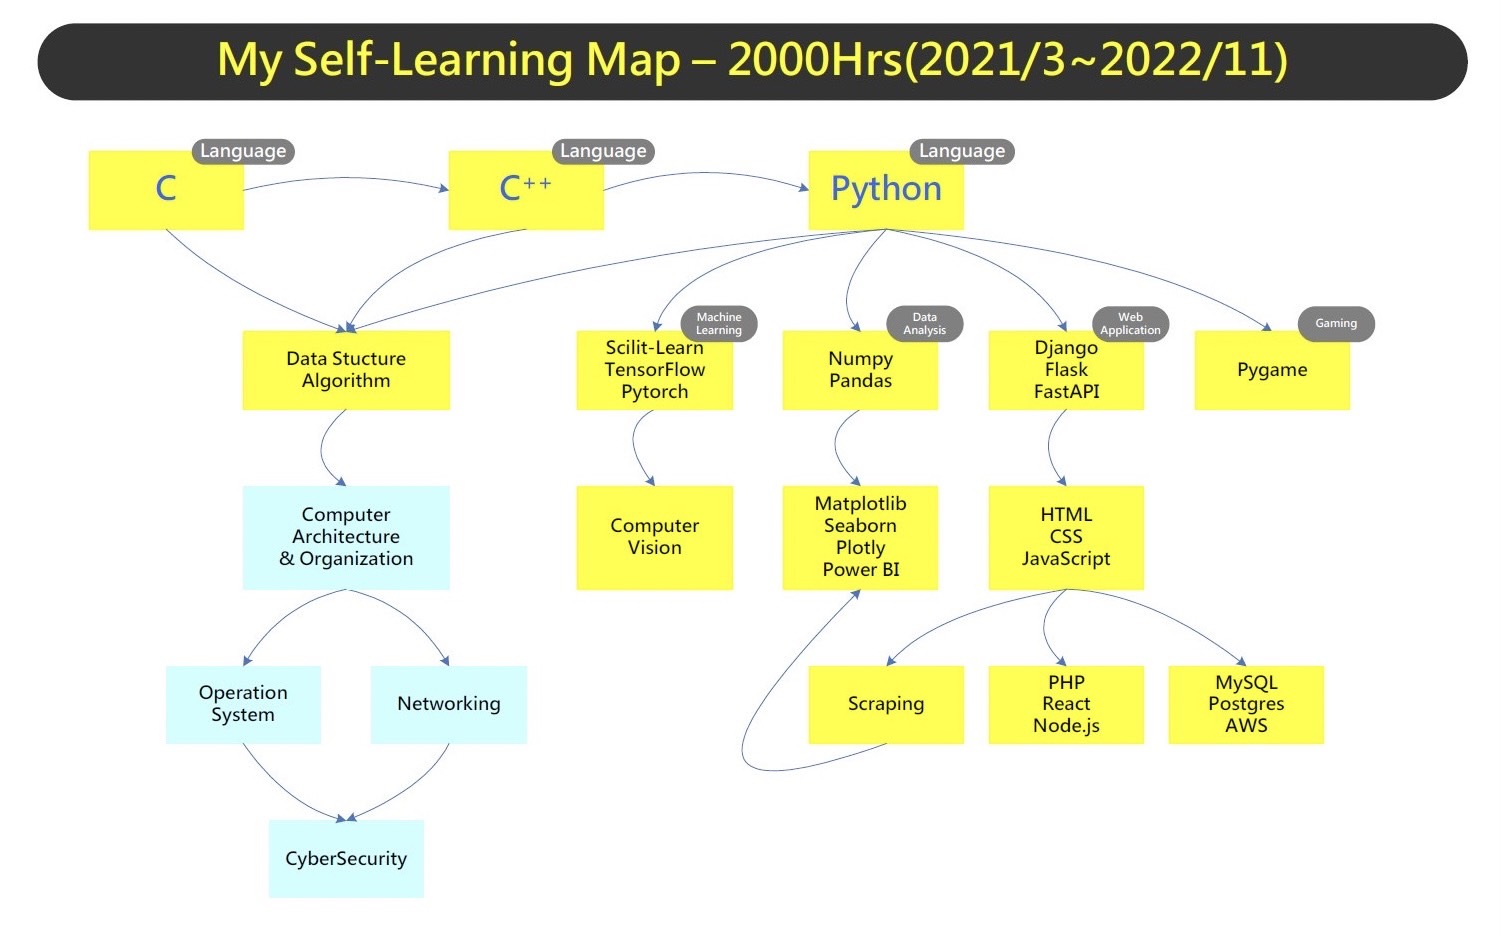 My Self-Learning Map – 2000Hrs(2021/3~2022/11)
Language
C
Language
C++
Language
Python
Data Stucture
Algorithm
Machine
Learning
Scilit-Learn
TensorFlow
Pytorch
Data
Analysis
Numpy
Pandas
Web
Application
Django
Flask
FastAPI
Gaming
Pygame
Computer
Architecture
& Organization
Computer
Vision
Matplotlib
Seaborn
Plotly
Power BI
HTML
CSS
JavaScript
Operation
System
Networking
Scraping
PHP
React
Node.js
MySQL
Postgres
AWS
CyberSecurity